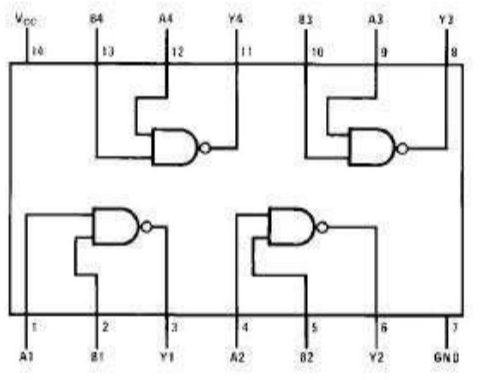 Vcc B4 A4 Y4 B3 A3 Y3
14 13 12 11 10 9 8
1 2 3 4 5 6 7
A1 B1 Y1 A2 B2 Y2 GND